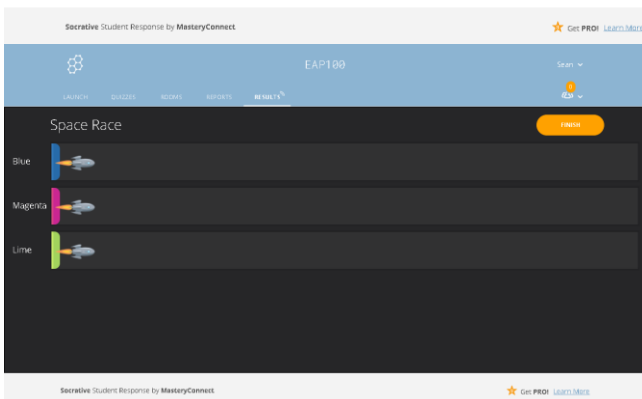 Socrative Student Response by MasteryConnect
Get PRO! Learn More
EAP100
Sean
0
LAUNCH QUIZZES ROOMS REPORTS RESULTS
Space Race
FINISH
Blue
Magenta
Lime
Socrative Student Response by MasteryConnect
Get PRO! Learn More